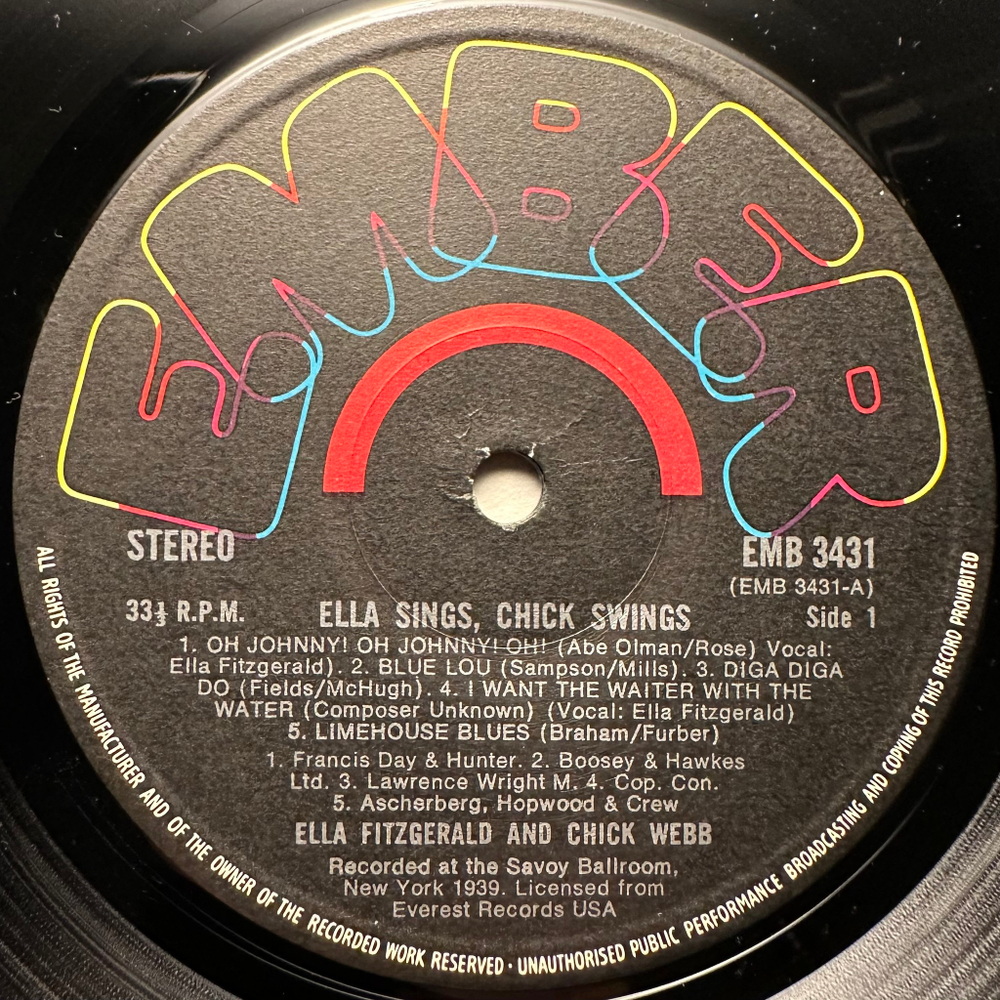 EMBER
STEREO
EMB 3431
(EMB 3431-A)
33⅓ R.P.M.
ELLA SINGS, CHICK SWINGS
Side 1
1. OH JOHNNY! OH JOHNNY! OH! (Abe Olman/Rose) Vocal:
Ella Fitzgerald). 2. BLUE LOU (Sampson/Mills). 3. DIGA DIGA
DO (Fields/McHugh). 4. I WANT THE WAITER WITH THE
WATER (Composer Unknown) (Vocal: Ella Fitzgerald)
5. LIMEHOUSE BLUES (Braham/Furber)
1. Francis Day & Hunter. 2. Boosey & Hawkes
Ltd. 3. Lawrence Wright M. 4. Cop. Con.
5. Ascherberg, Hopwood & Crew
ELLA FITZGERALD AND CHICK WEBB
Recorded at the Savoy Ballroom,
New York 1939. Licensed from
Everest Records USA
ALL RIGHTS OF THE MANUFACTURER AND OF THE OWNER OF THE RECORDED WORK RESERVED · UNAUTHORISED PUBLIC PERFORMANCE BROADCASTING AND COPYING OF THIS RECORD PROHIBITED